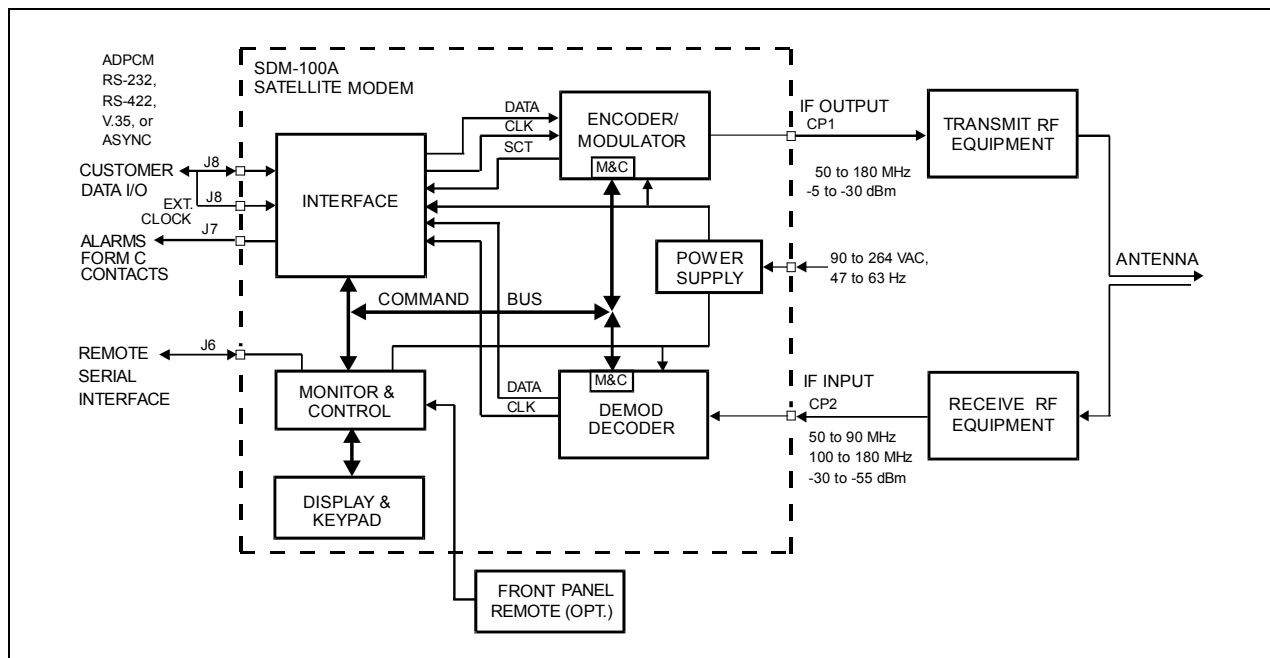 ADPCM
RS-232,
RS-422,
V.35, or
ASYNC
CUSTOMER
DATA I/O
J8
J8
EXT.
CLOCK
ALARMS
FORM C
CONTACTS
J7
REMOTE
SERIAL
INTERFACE
J6
SDM-100A
SATELLITE MODEM
INTERFACE
DATA
CLK
SCT
ENCODER/
MODULATOR
M&C
POWER
SUPPLY
COMMAND BUS
MONITOR &
CONTROL
DATA
CLK
M&C
DEMOD
DECODER
DISPLAY &
KEYPAD
FRONT PANEL
REMOTE (OPT.)
IF OUTPUT
CP1
50 to 180 MHz
-5 to -30 dBm
TRANSMIT RF
EQUIPMENT
90 to 264 VAC,
47 to 63 Hz
ANTENNA
IF INPUT
CP2
50 to 90 MHz
100 to 180 MHz
-30 to -55 dBm
RECEIVE RF
EQUIPMENT